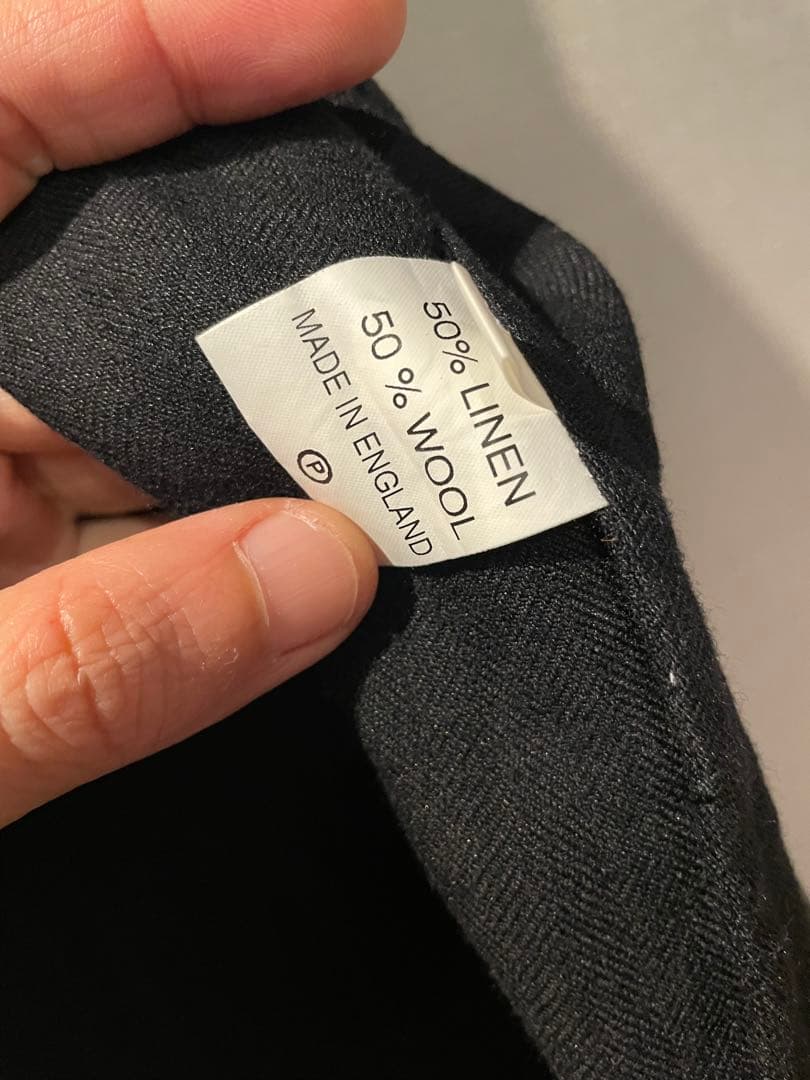 50% LINEN
50 % WOOL
MADE IN ENGLAND
Ⓟ